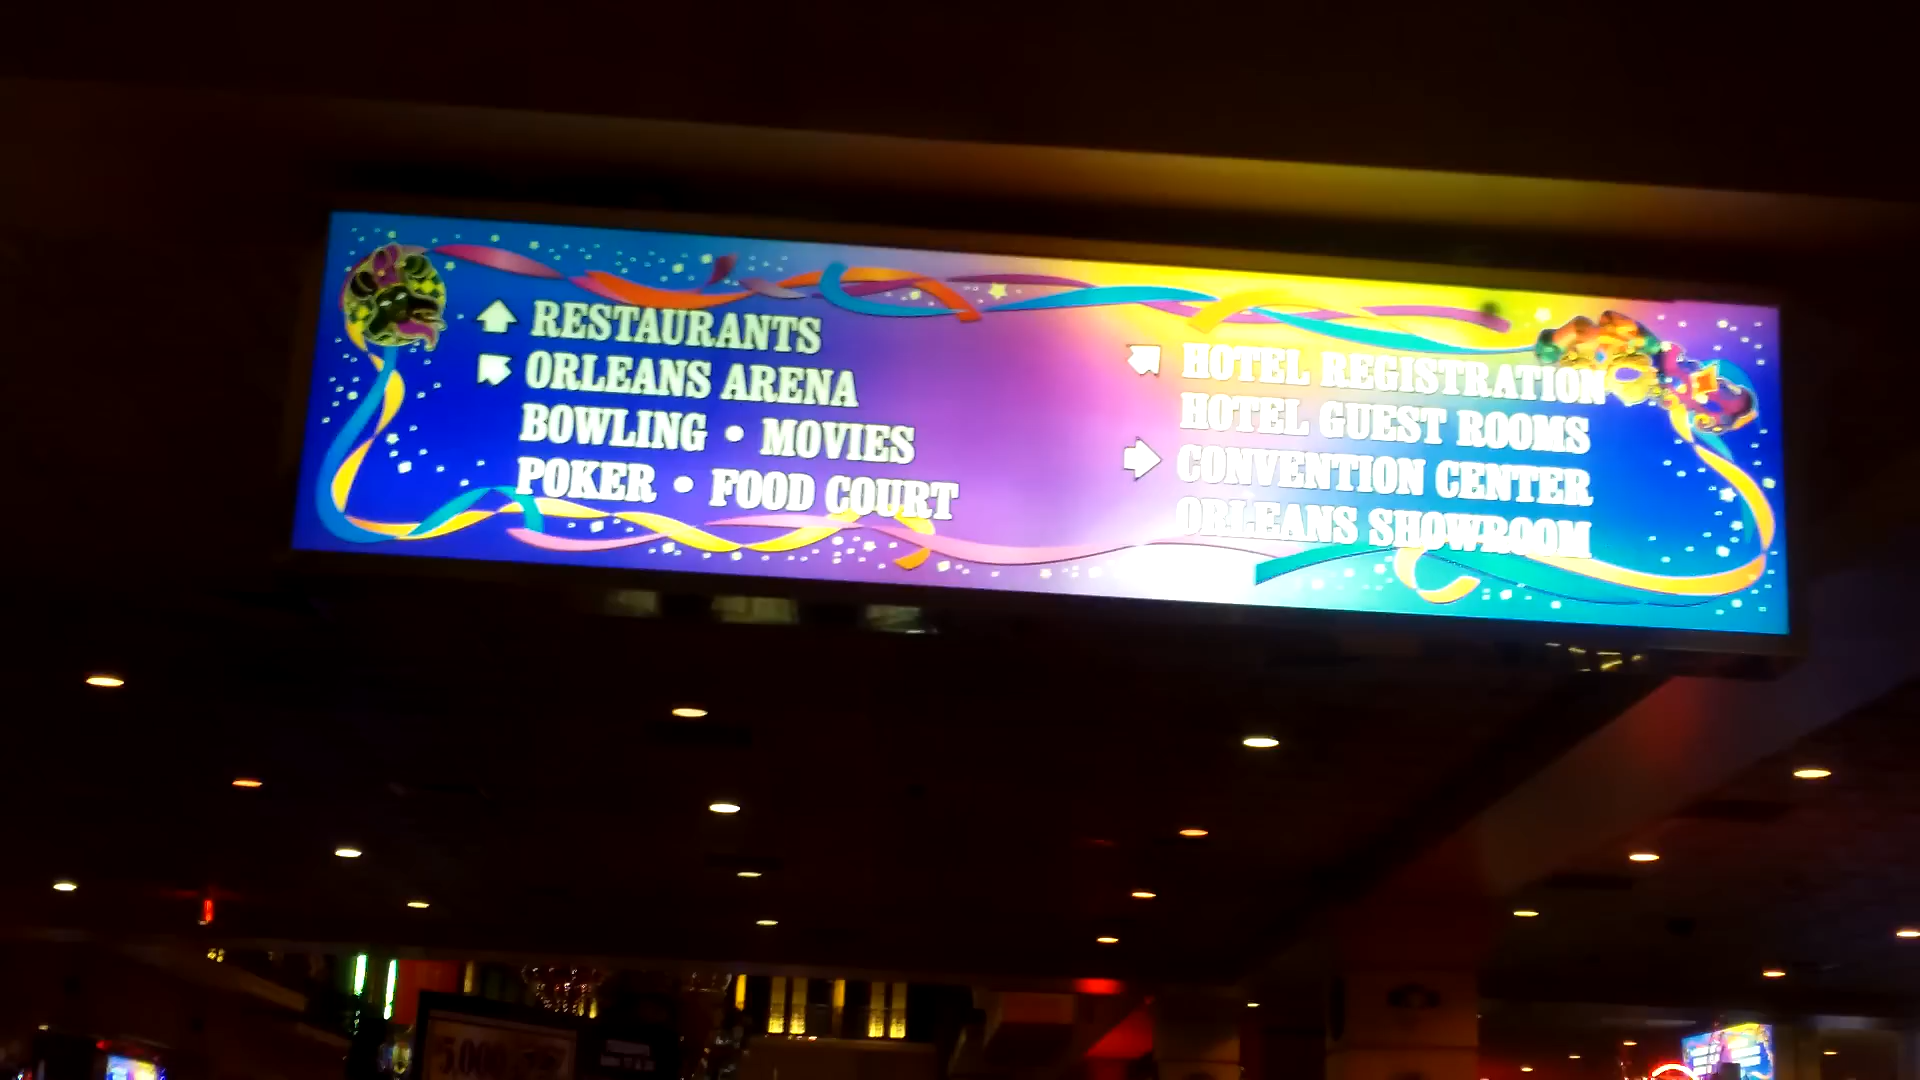 RESTAURANTS
ORLEANS ARENA
BOWLING • MOVIES
POKER • FOOD COURT
HOTEL REGISTRATION
HOTEL GUEST ROOMS
CONVENTION CENTER
ORLEANS SHOWROOM